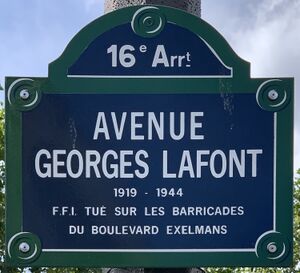 16e Arrt
AVENUE
GEORGES LAFONT
1919 - 1944
F.F.I. TUÉ SUR LES BARRICADES
DU BOULEVARD EXELMANS